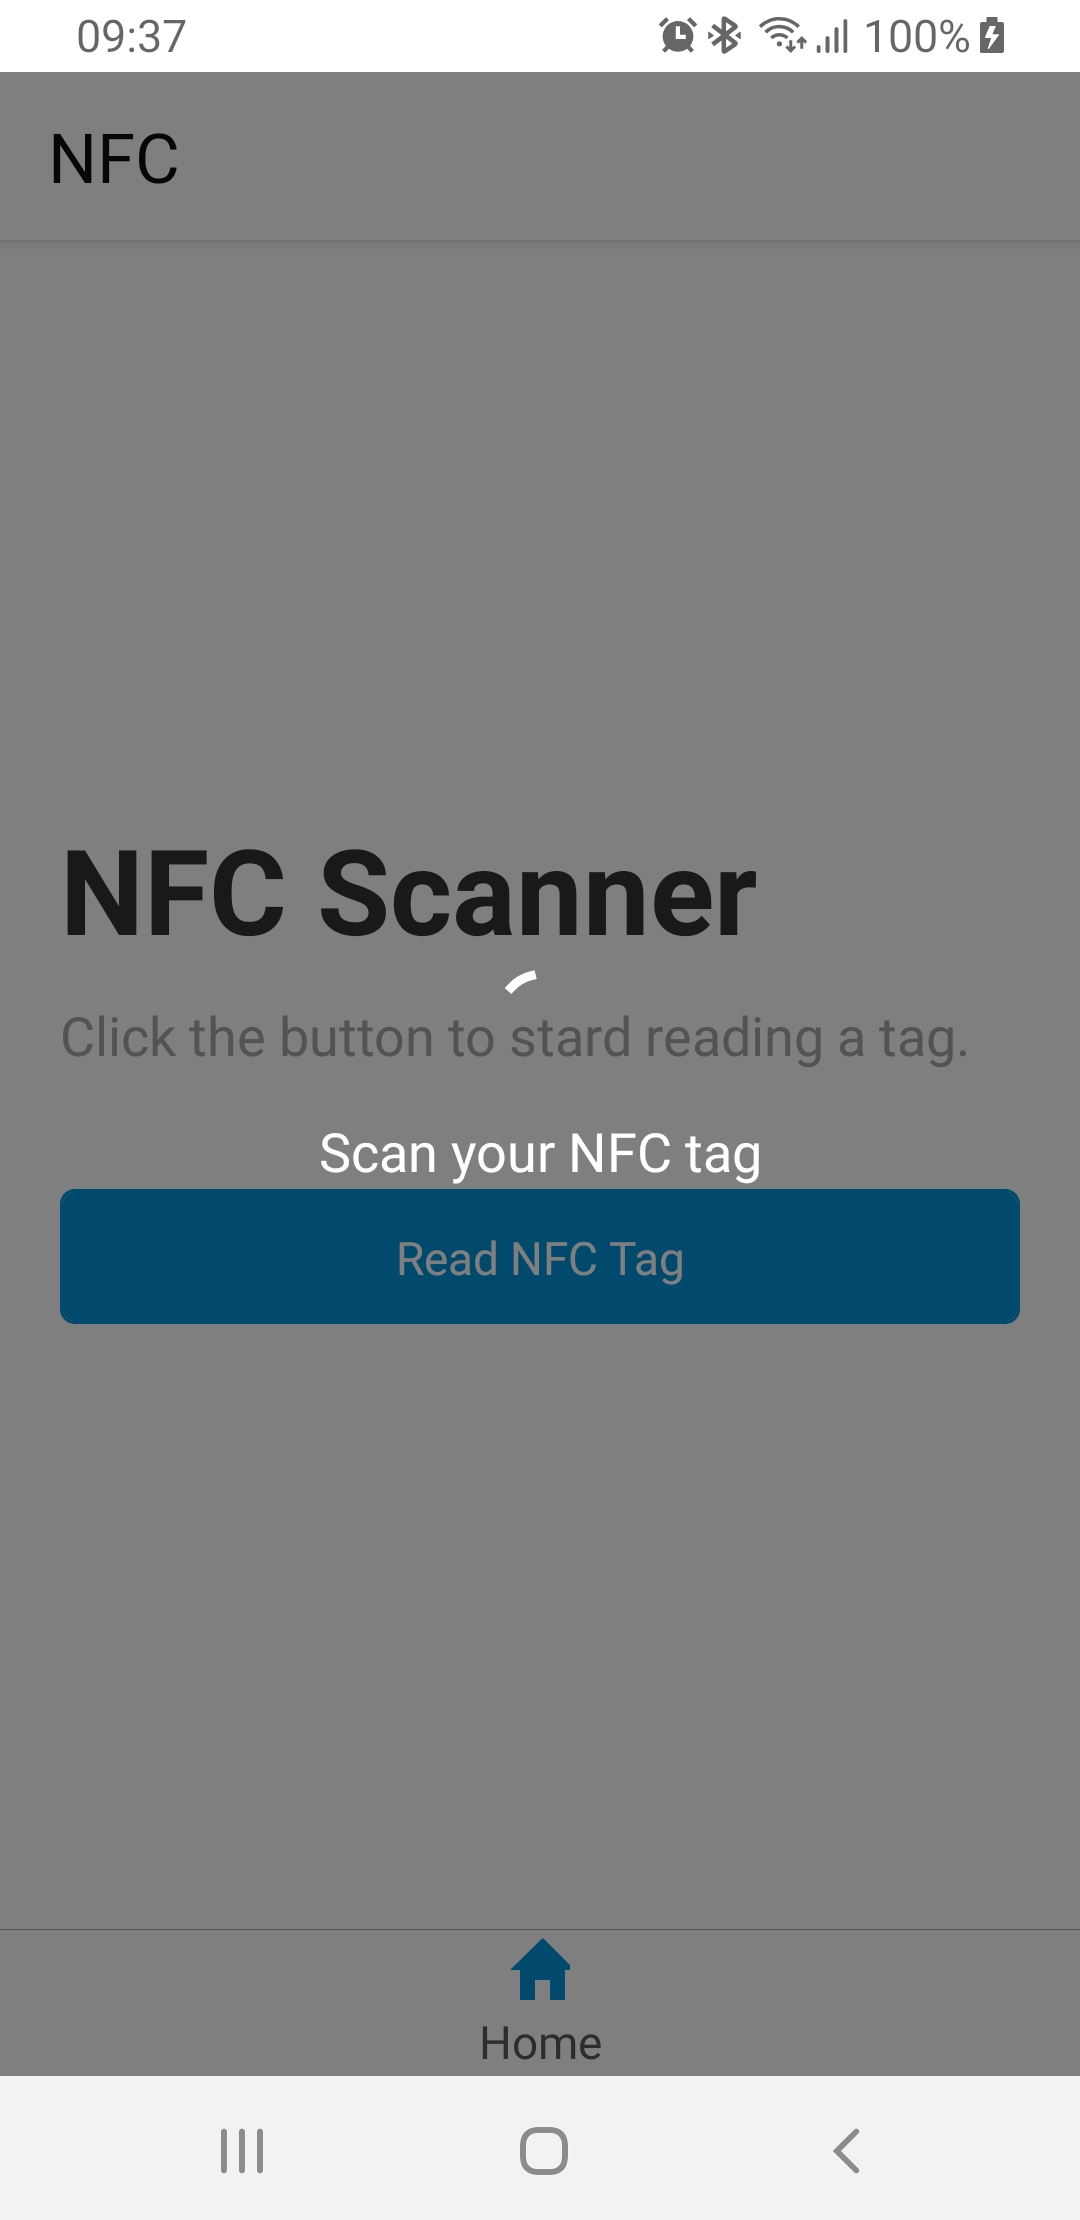 09:37 100%
NFC
NFC Scanner
Click the button to stard reading a tag.
Scan your NFC tag
Read NFC Tag
Home